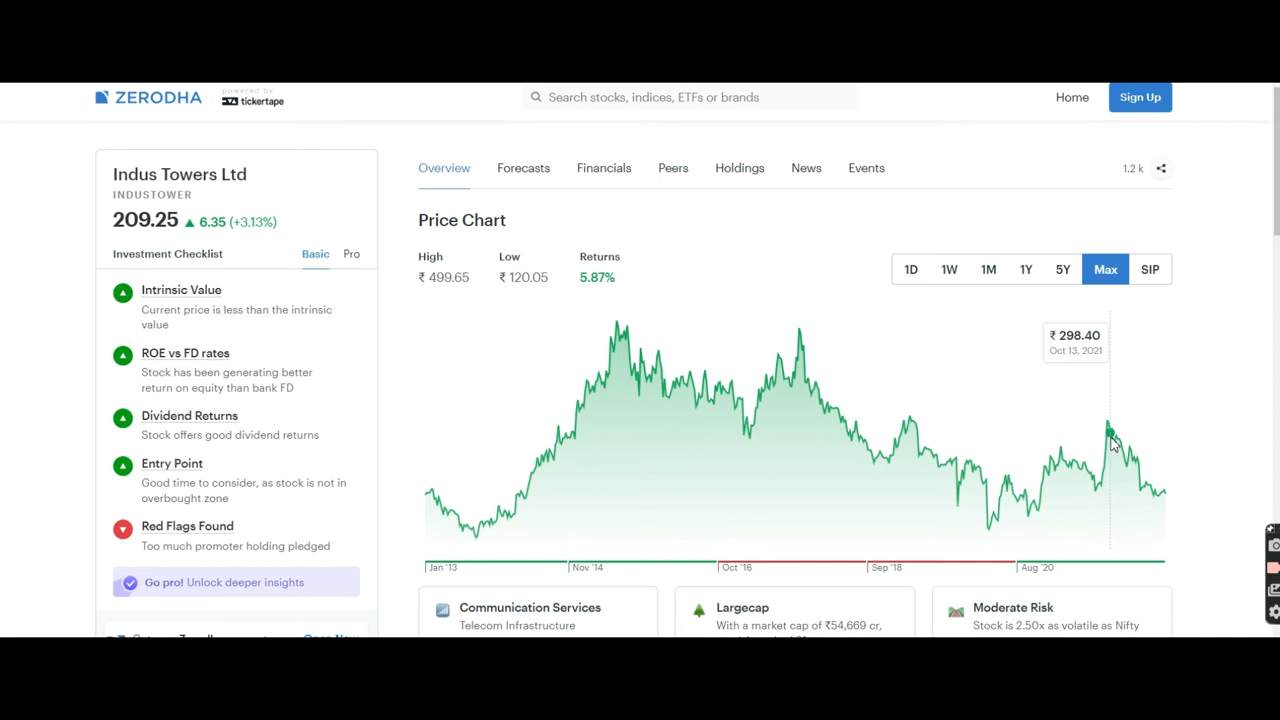 ZERODHA
powered by
tickertape
Search stocks, indices, ETFs or brands
Home
Sign Up
Indus Towers Ltd
INDUSTOWER
209.25 ▲ 6.35 (+3.13%)
Investment Checklist
Basic
Pro
Intrinsic Value
Current price is less than the intrinsic
value
ROE vs FD rates
Stock has been generating better
return on equity than bank FD
Dividend Returns
Stock offers good dividend returns
Entry Point
Good time to consider, as stock is not in
overbought zone
Red Flags Found
Too much promoter holding pledged
Go pro! Unlock deeper insights
Overview
Forecasts
Financials
Peers
Holdings
News
Events
1.2 k
Price Chart
High
Low
Returns
₹ 499.65
₹ 120.05
5.87%
1D
1W
1M
1Y
5Y
Max
SIP
₹ 298.40
Oct 13, 2021
Jan '13
Nov '14
Oct '16
Sep '18
Aug '20
Communication Services
Telecom Infrastructure
Largecap
With a market cap of ₹54,669 cr,
Moderate Risk
Stock is 2.50x as volatile as Nifty